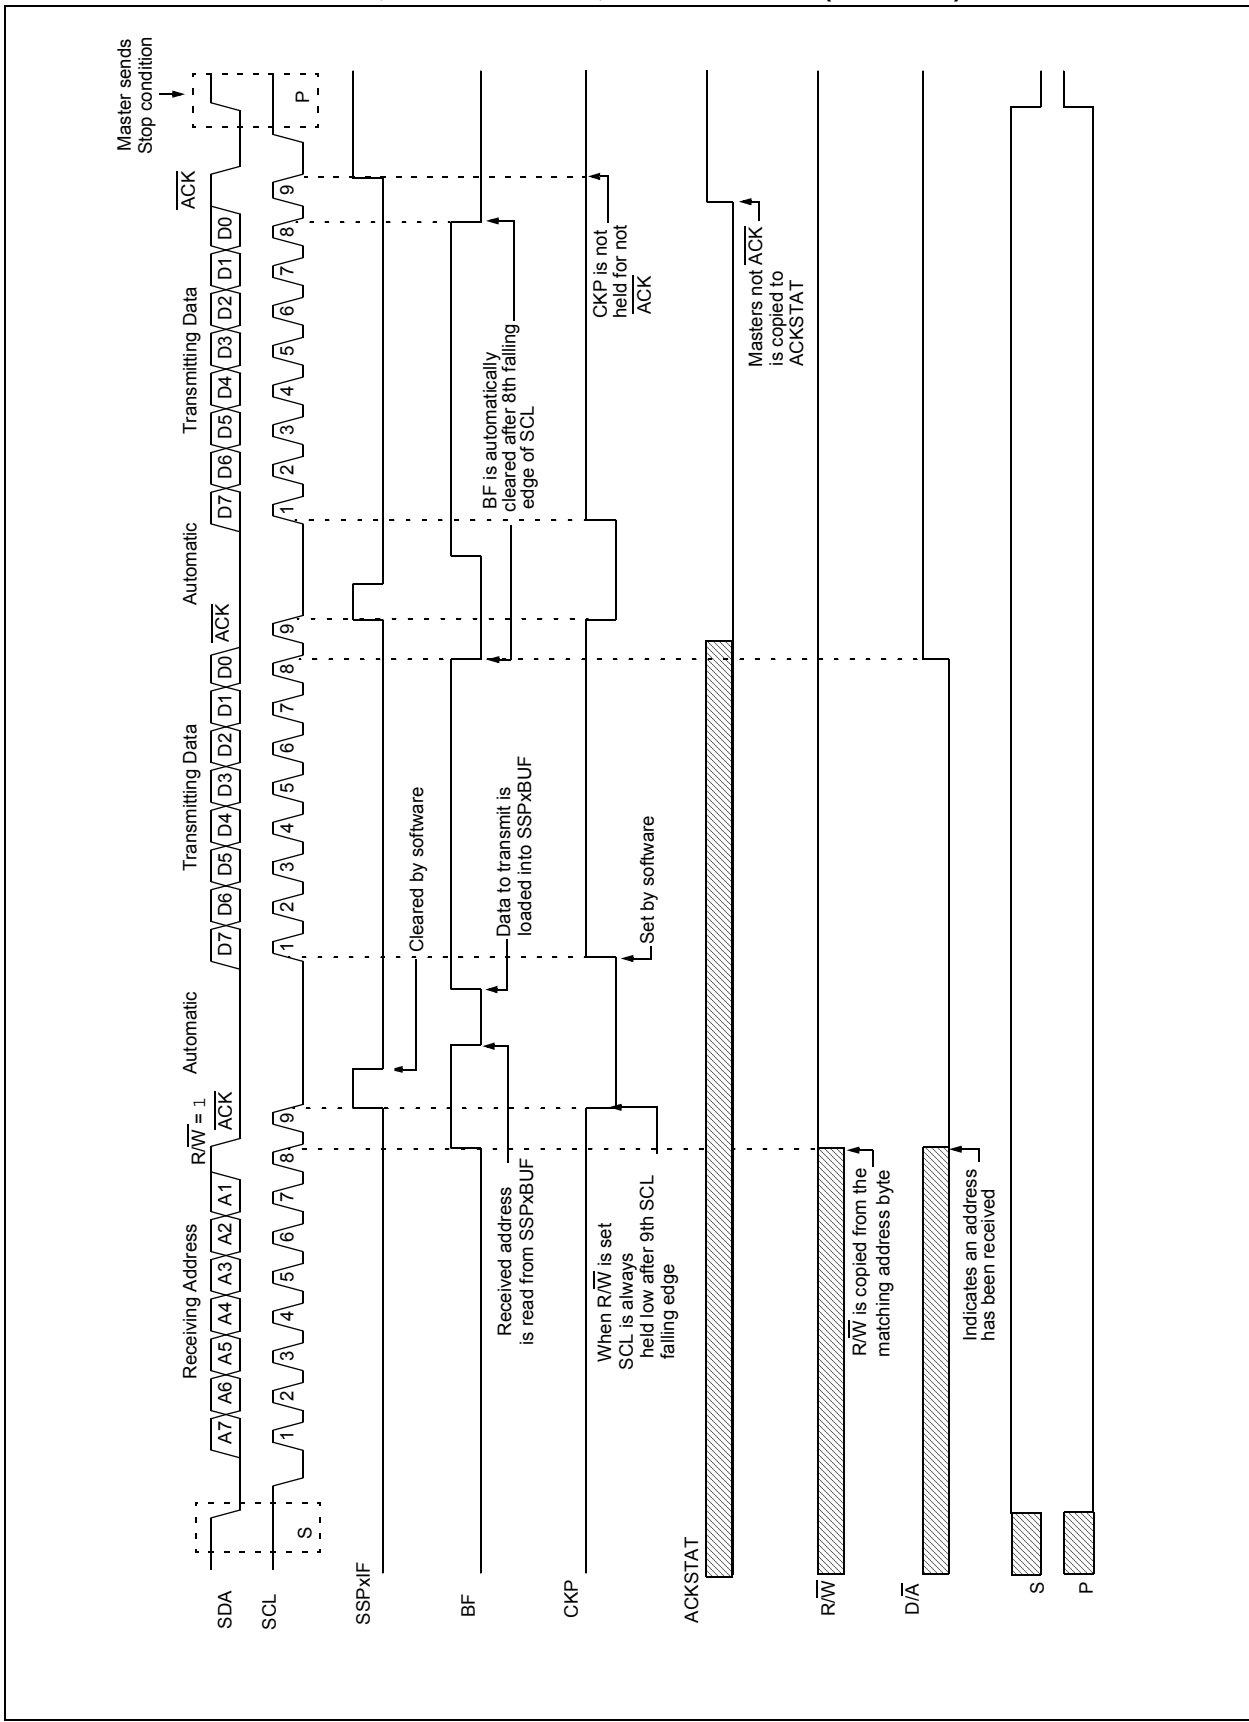 Master sends
Stop condition
Receiving Address
R/W = 1
ACK
Automatic
Transmitting Data
ACK
Automatic
Transmitting Data
ACK
SDA
A7 A6 A5 A4 A3 A2 A1
D7 D6 D5 D4 D3 D2 D1 D0
D7 D6 D5 D4 D3 D2 D1 D0
SCL
S
1 2 3 4 5 6 7 8 9
1 2 3 4 5 6 7 8 9
1 2 3 4 5 6 7 8 9
P
SSPxIF
Cleared by software
BF
Received address
is read from SSPxBUF
Data to transmit is
loaded into SSPxBUF
BF is automatically
cleared after 8th falling
edge of SCL
CKP
When R/W is set
SCL is always
held low after 9th SCL
falling edge
Set by software
CKP is not
held for not
ACK
ACKSTAT
Masters not ACK
is copied to
ACKSTAT
R/W
R/W is copied from the
matching address byte
D/A
Indicates an address
has been received
S
P